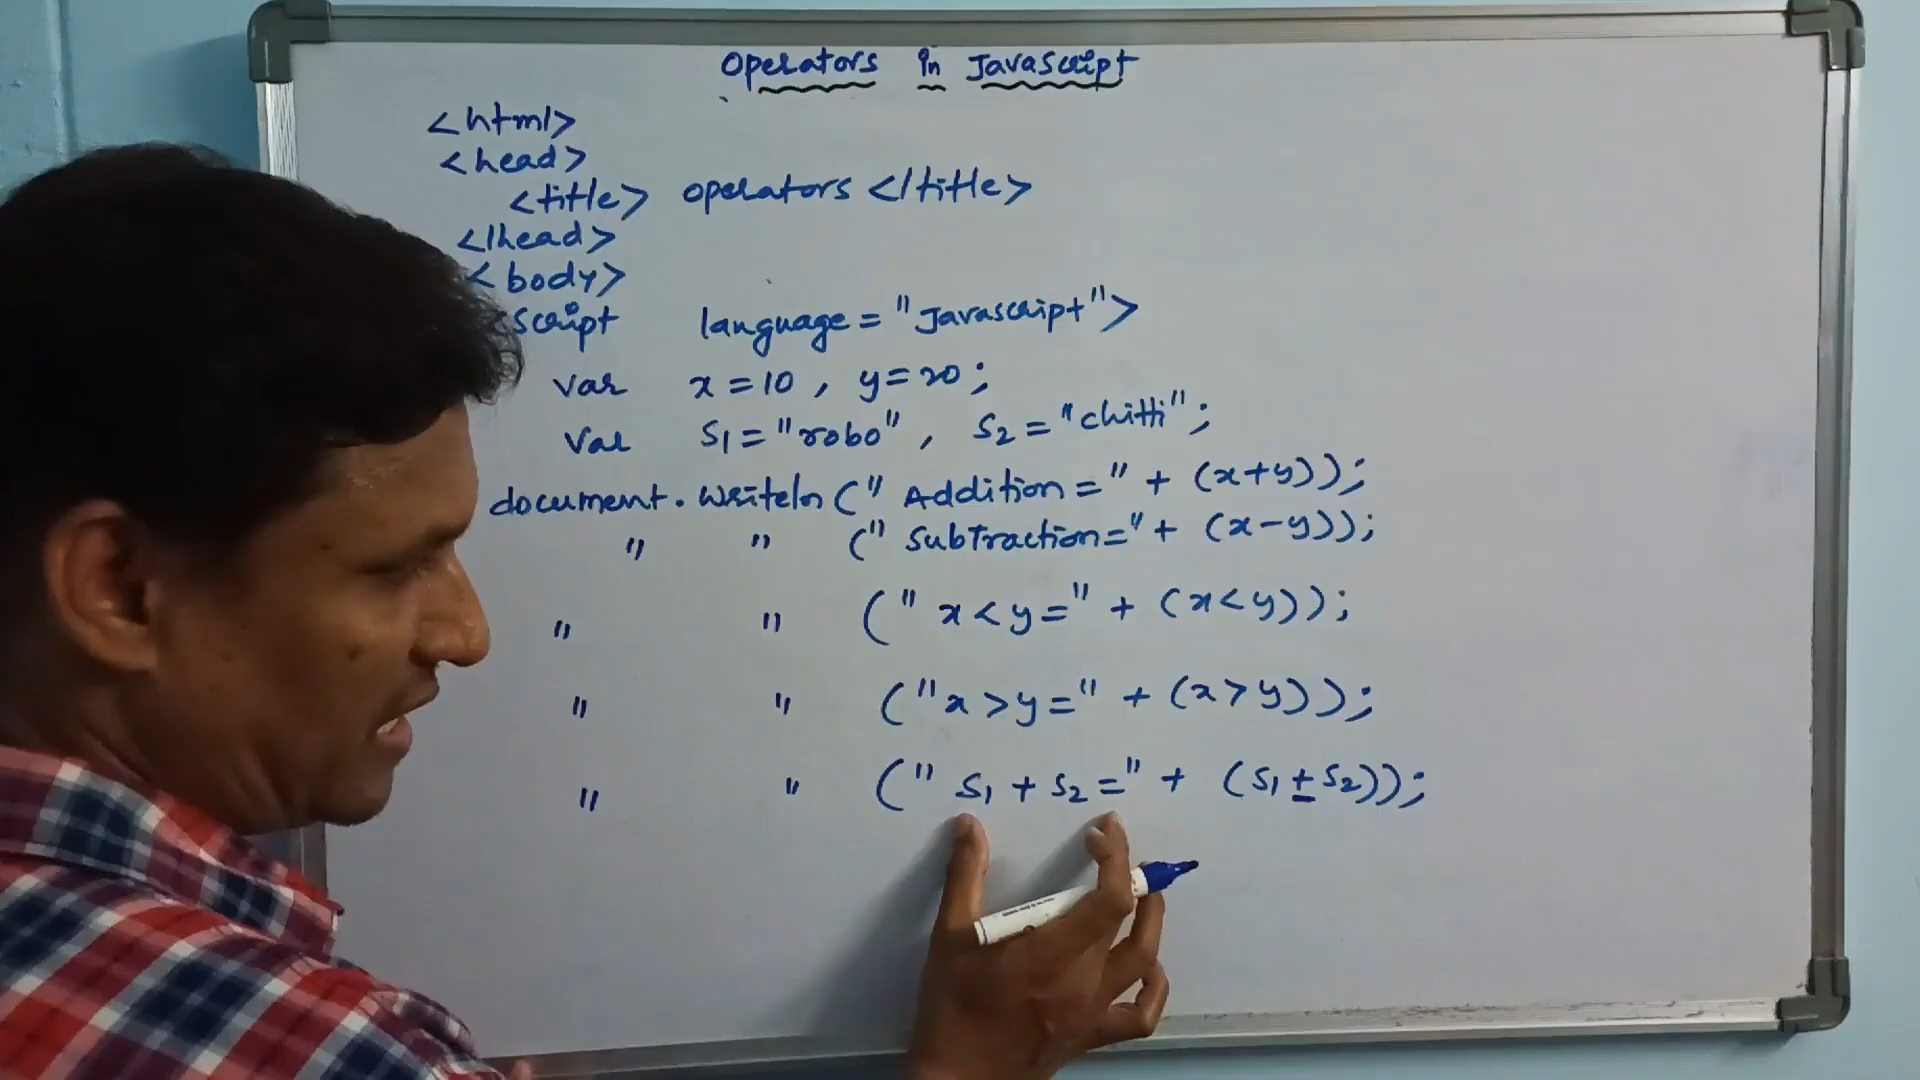 Operators in Javascript
<html>
<head>
<title> operators </title>
</head>
<body>
<script language = "Javascript">
var x = 10 , y = 20 ;
var s1 = "robo" , s2 = "chitti" ;
document . writeln (" Addition = " + (x+y));
" " (" SubTraction = " + (x-y));
" " (" x < y = " + (x<y));
" " ("x > y = " + (x>y));
" " (" s1 + s2 = " + (s1+s2));